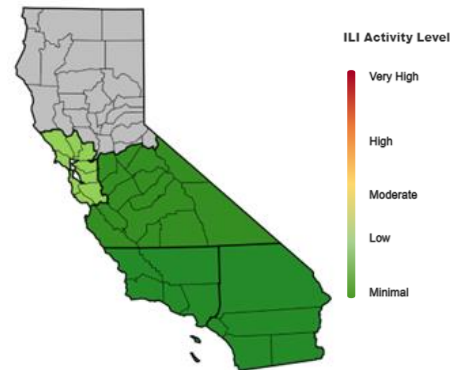 ILI Activity Level
Very High
High
Moderate
Low
Minimal